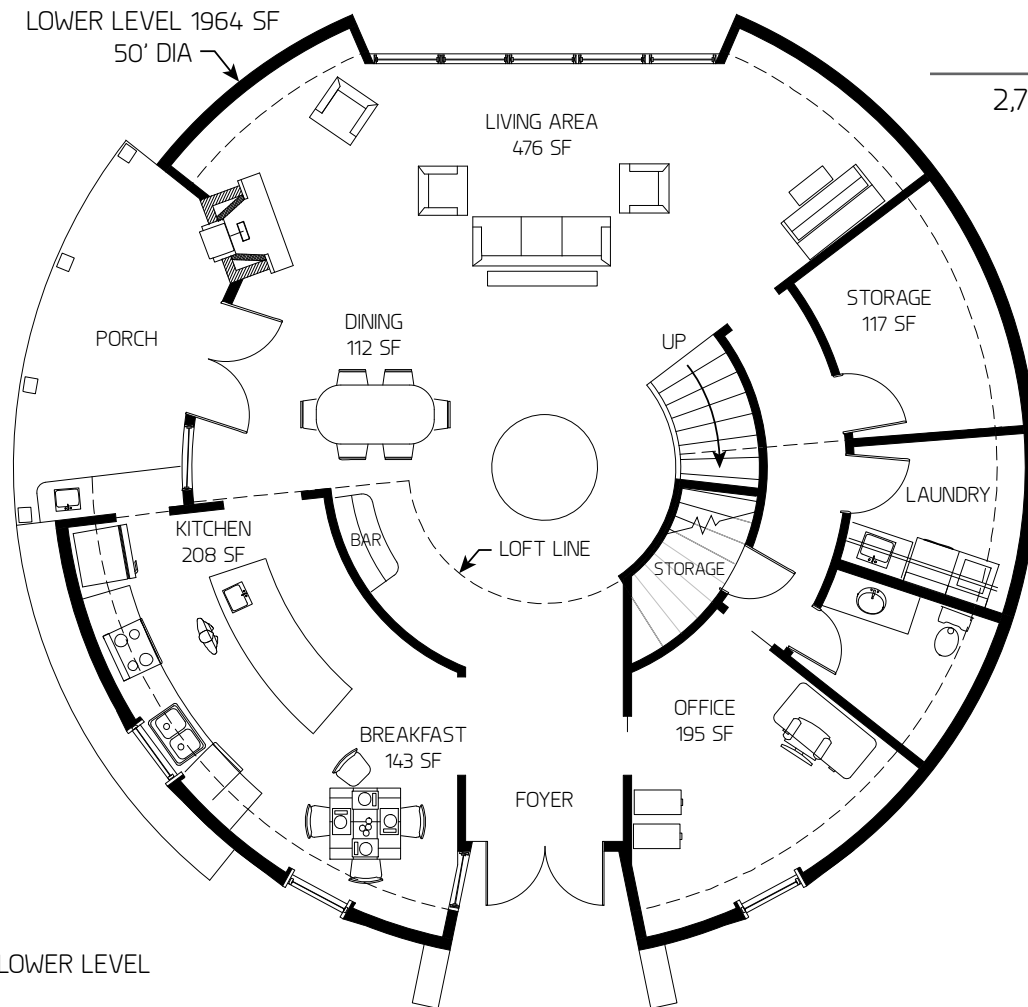 LOWER LEVEL 1964 SF
50' DIA
2,7
LIVING AREA
476 SF
STORAGE
117 SF
DINING
112 SF
PORCH
UP
LAUNDRY
KITCHEN
208 SF
BAR
LOFT LINE
STORAGE
OFFICE
195 SF
BREAKFAST
143 SF
FOYER
LOWER LEVEL